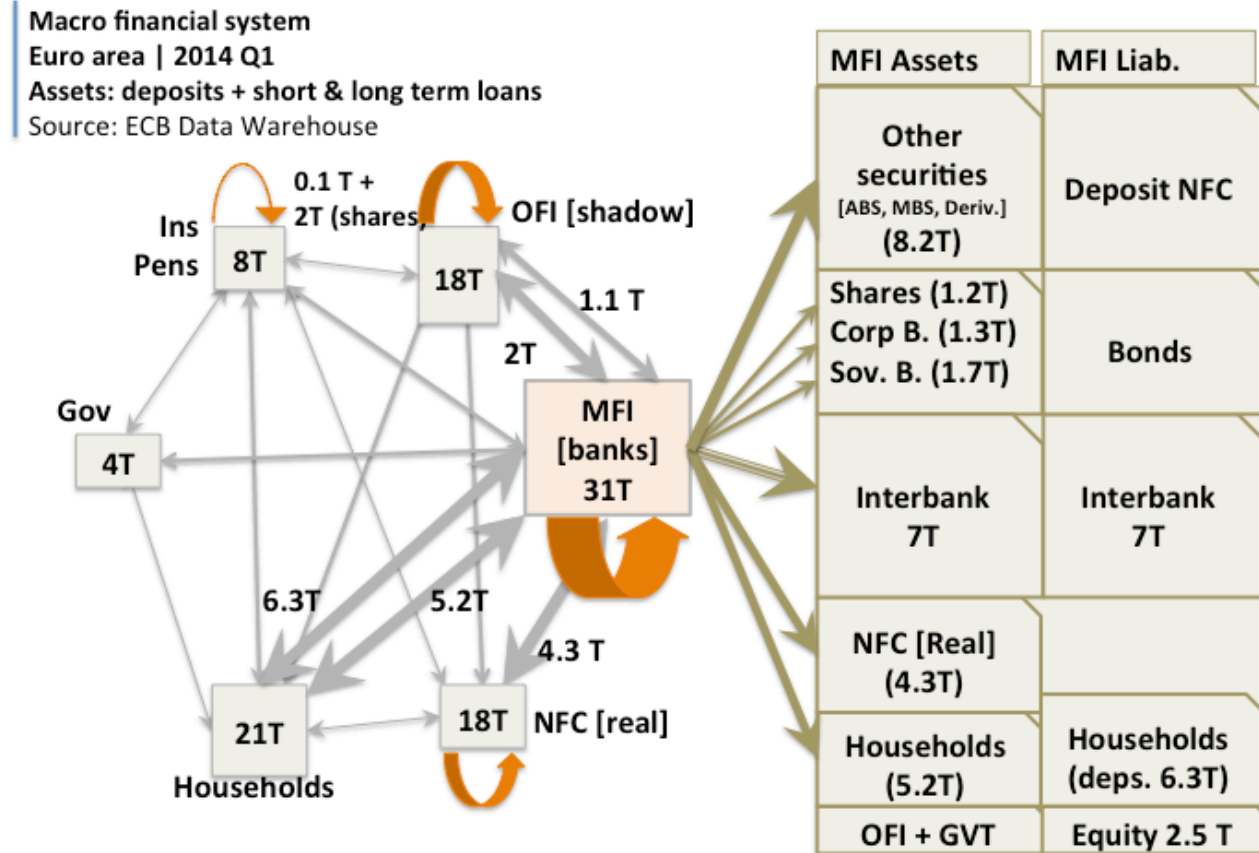 Macro financial system
Euro area | 2014 Q1
Assets: deposits + short & long term loans
Source: ECB Data Warehouse
0.1 T +
2T (shares)
Ins
Pens
8T
OFI [shadow]
18T
1.1 T
2T
Gov
4T
MFI
[banks]
31T
6.3T
5.2T
4.3 T
21T
Households
18T
NFC [real]
MFI Assets
MFI Liab.
Other
securities
[ABS, MBS, Deriv.]
(8.2T)
Deposit NFC
Shares (1.2T)
Corp B. (1.3T)
Sov. B. (1.7T)
Bonds
Interbank
7T
Interbank
7T
NFC [Real]
(4.3T)
Households
(5.2T)
Households
(deps. 6.3T)
OFI + GVT
Equity 2.5 T